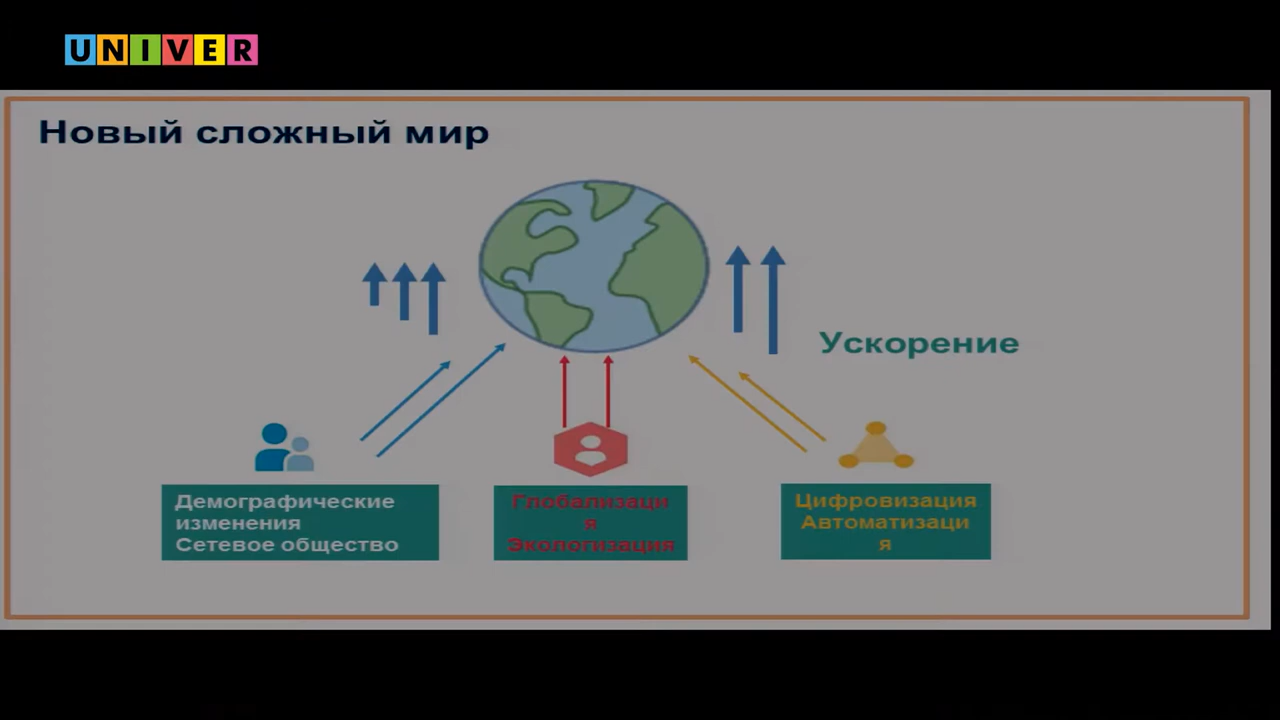 UNIVER
Новый сложный мир
Ускорение
Демографические
изменения
Сетевое общество
Глобализаци
я
Экологизация
Цифровизация
Автоматизаци
я